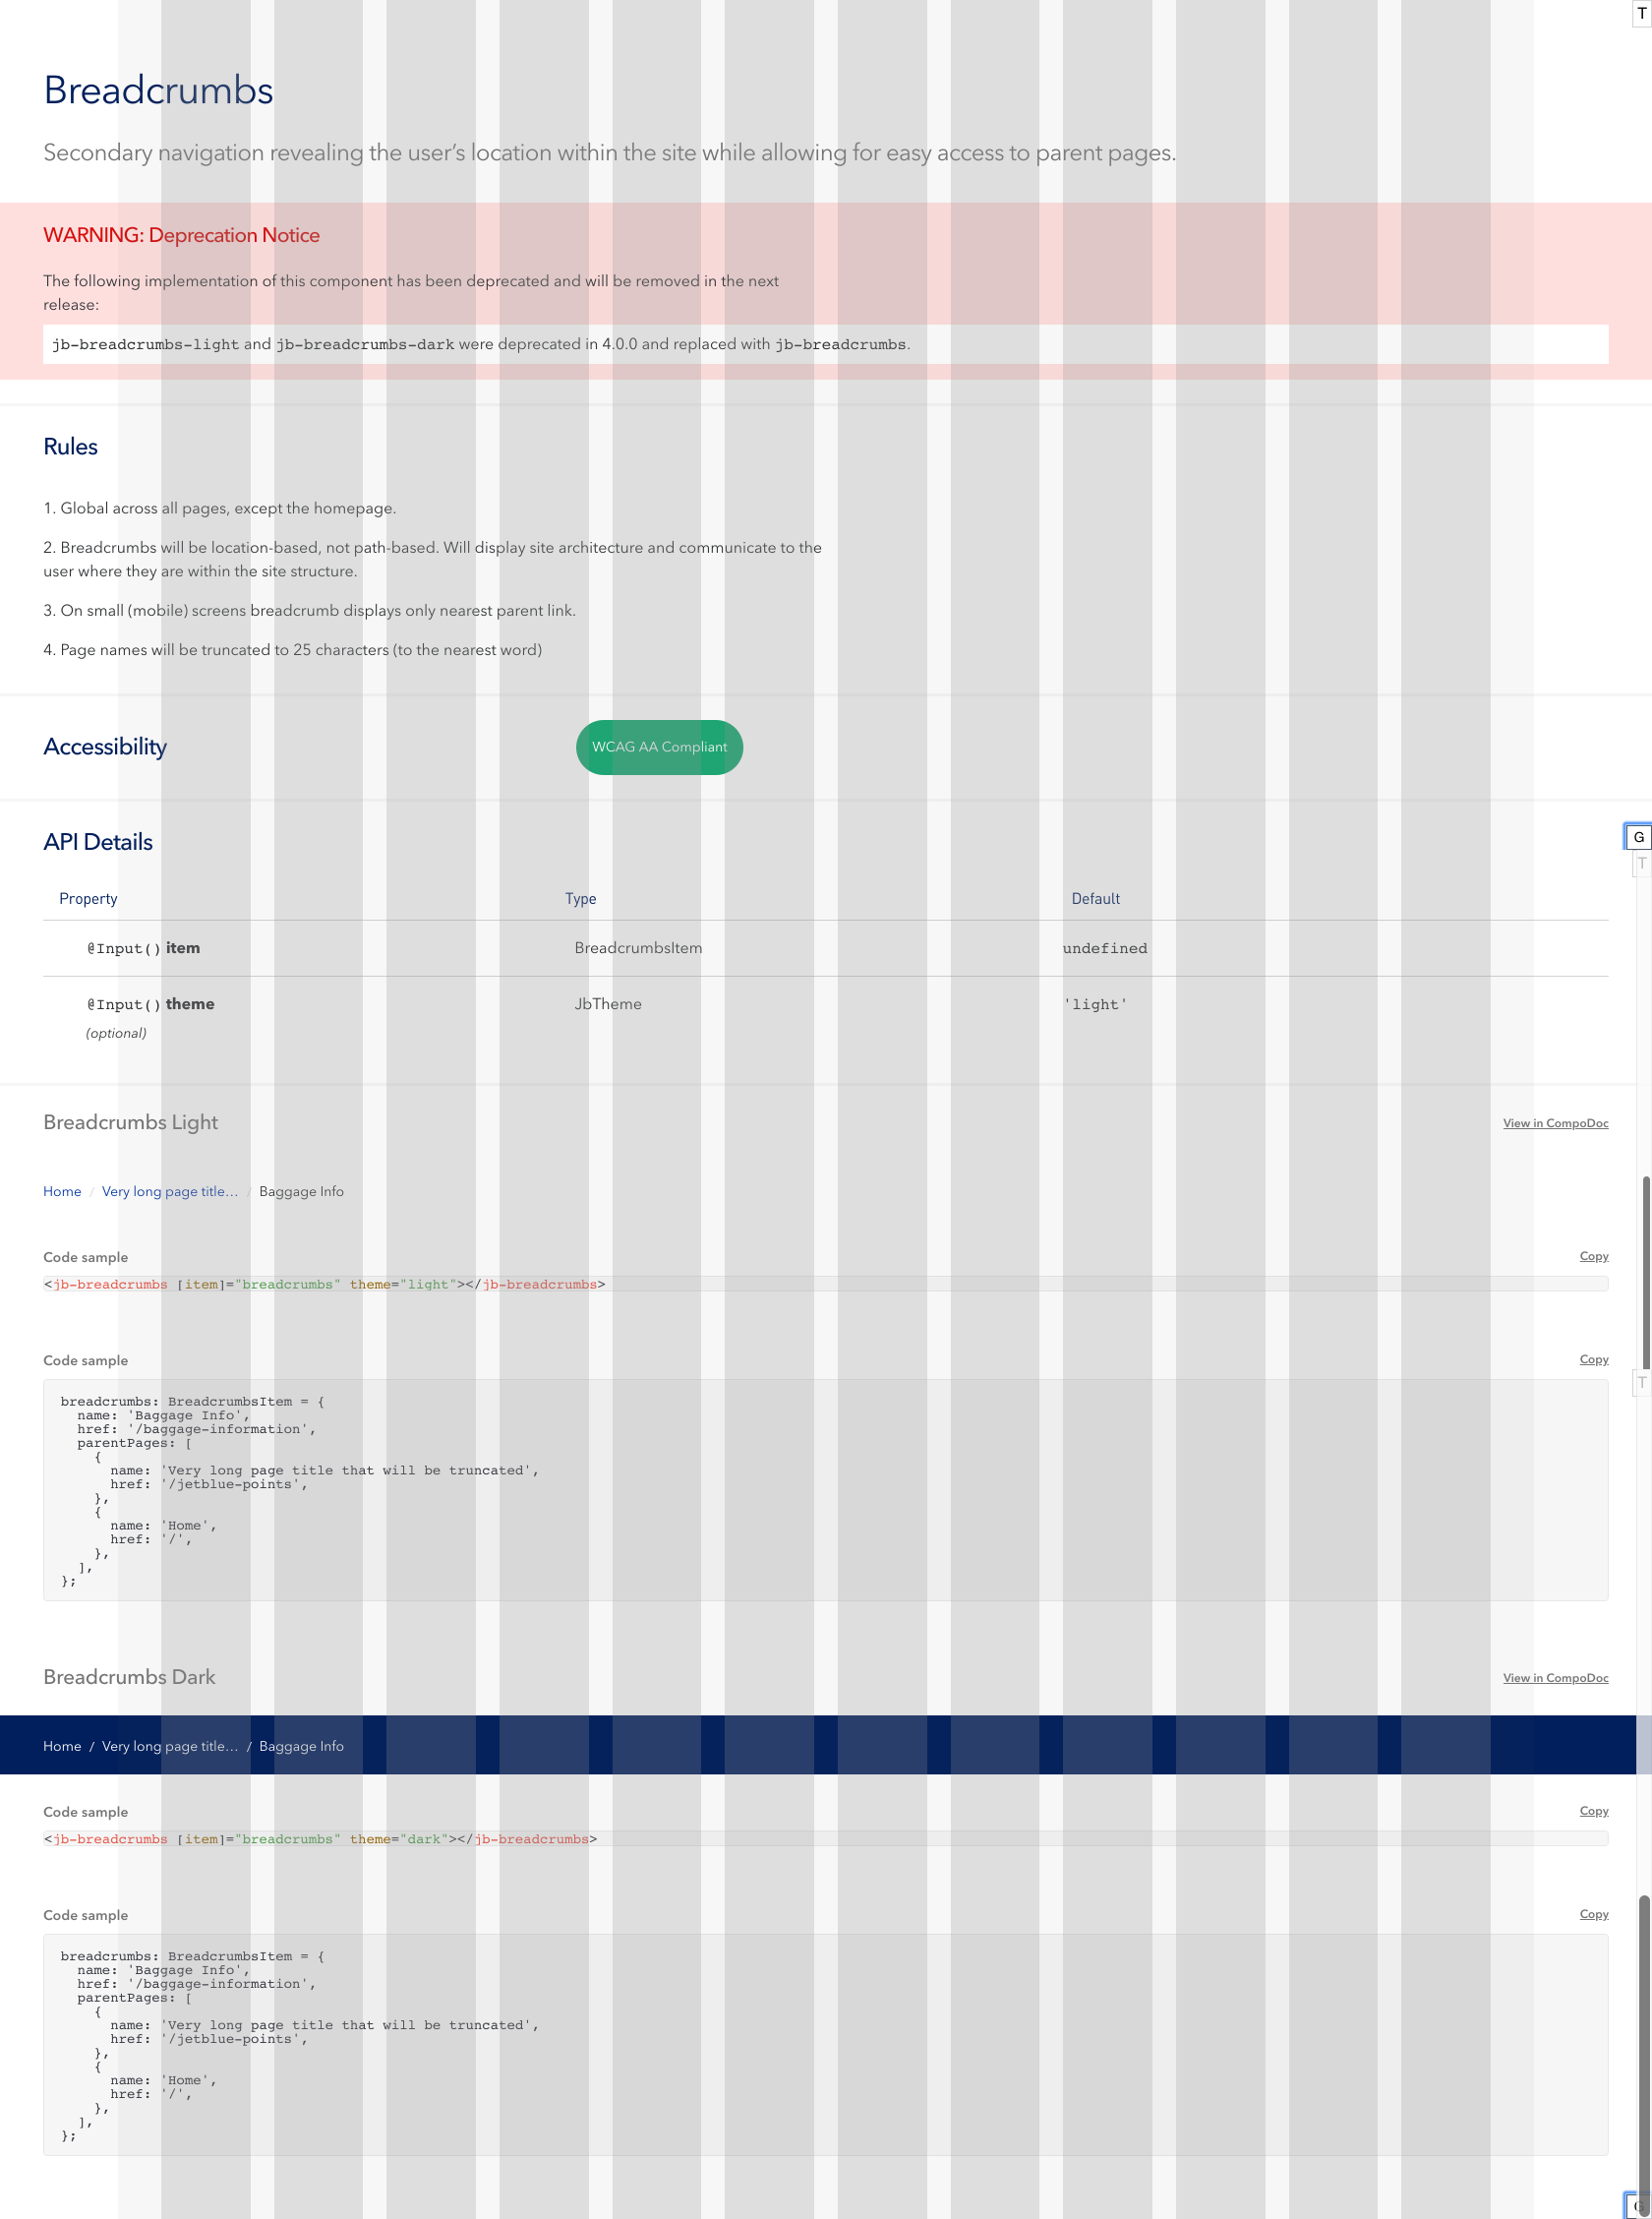 T
Breadcrumbs
Secondary navigation revealing the user’s location within the site while allowing for easy access to parent pages.
WARNING: Deprecation Notice
The following implementation of this component has been deprecated and will be removed in the next
release:
jb-breadcrumbs-light and jb-breadcrumbs-dark were deprecated in 4.0.0 and replaced with jb-breadcrumbs.
Rules
1. Global across all pages, except the homepage.
2. Breadcrumbs will be location-based, not path-based. Will display site architecture and communicate to the
user where they are within the site structure.
3. On small (mobile) screens breadcrumb displays only nearest parent link.
4. Page names will be truncated to 25 characters (to the nearest word)
Accessibility WCAG AA Compliant
API Details
G
T
Property Type Default
@Input() item BreadcrumbsItem undefined
@Input() theme JbTheme 'light'
(optional)
Breadcrumbs Light View in CompoDoc
Home / Very long page title… / Baggage Info
Code sample Copy
<jb-breadcrumbs [item]="breadcrumbs" theme="light"></jb-breadcrumbs>
Code sample Copy
T
breadcrumbs: BreadcrumbsItem = {
  name: 'Baggage Info',
  href: '/baggage-information',
  parentPages: [
    {
      name: 'Very long page title that will be truncated',
      href: '/jetblue-points',
    },
    {
      name: 'Home',
      href: '/',
    },
  ],
};
Breadcrumbs Dark View in CompoDoc
Home / Very long page title… / Baggage Info
Code sample Copy
<jb-breadcrumbs [item]="breadcrumbs" theme="dark"></jb-breadcrumbs>
Code sample Copy
breadcrumbs: BreadcrumbsItem = {
  name: 'Baggage Info',
  href: '/baggage-information',
  parentPages: [
    {
      name: 'Very long page title that will be truncated',
      href: '/jetblue-points',
    },
    {
      name: 'Home',
      href: '/',
    },
  ],
};
G